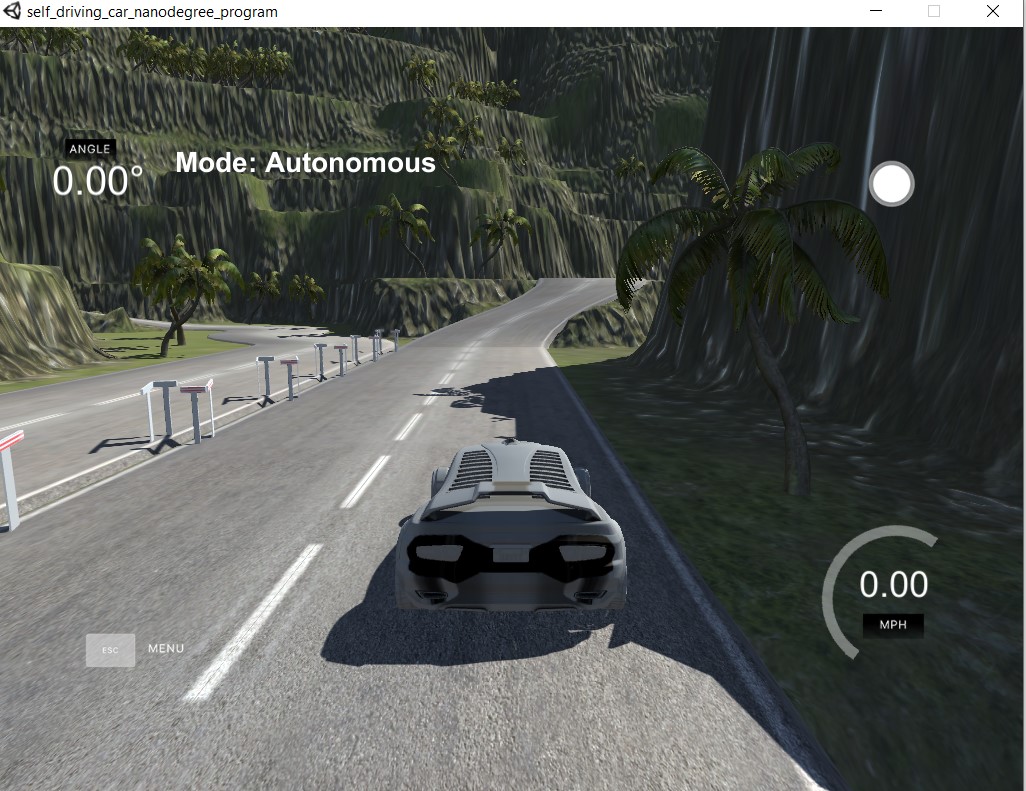 self_driving_car_nanodegree_program
ANGLE
0.00°
Mode: Autonomous
0.00
MPH
ESC
MENU